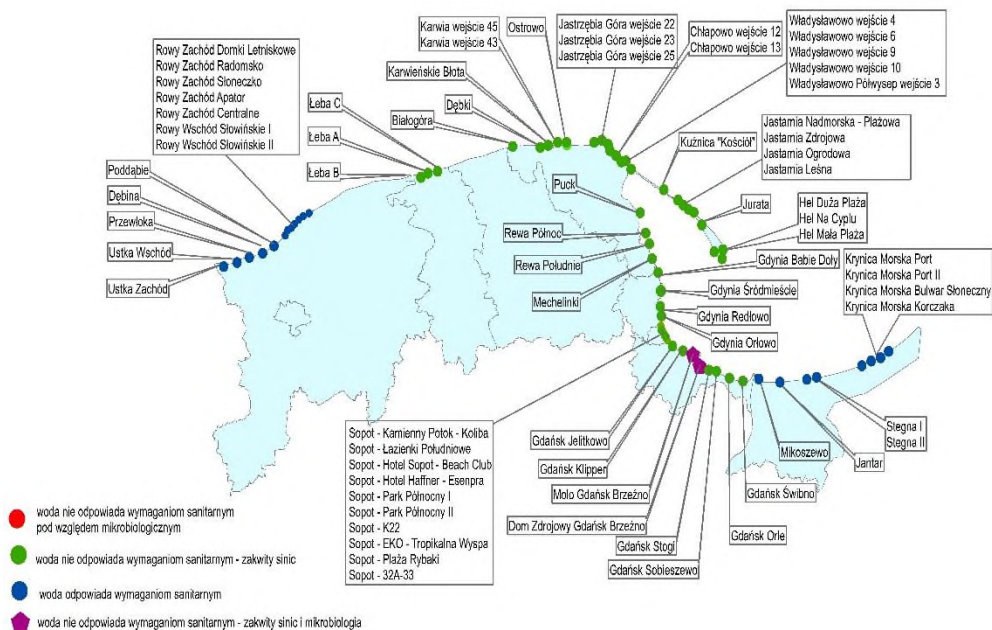 Rowy Zachód Domki Letniskowe
Rowy Zachód Radomsko
Rowy Zachód Słoneczko
Rowy Zachód Apator
Rowy Zachód Centralne
Rowy Wschód Słowińskie I
Rowy Wschód Słowińskie II
Poddąbie
Dębina
Przewłoka
Ustka Wschód
Ustka Zachód
Łeba C
Łeba A
Łeba B
Białogóra
Dębki
Karwieńskie Błota
Karwia wejście 45
Karwia wejście 43
Ostrowo
Jastrzębia Góra wejście 22
Jastrzębia Góra wejście 23
Jastrzębia Góra wejście 25
Chłapowo wejście 12
Chłapowo wejście 13
Władysławowo wejście 4
Władysławowo wejście 6
Władysławowo wejście 9
Władysławowo wejście 10
Władysławowo Półwysep wejście 3
Kuźnica "Kościół"
Jastarnia Nadmorska - Plażowa
Jastarnia Zdrojowa
Jastarnia Ogrodowa
Jastarnia Leśna
Jurata
Hel Duża Plaża
Hel Na Cyplu
Hel Mała Plaża
Puck
Rewa Północ
Rewa Południe
Mechelinki
Gdynia Babie Doły
Gdynia Śródmieście
Gdynia Redłowo
Gdynia Orłowo
Krynica Morska Port
Krynica Morska Port II
Krynica Morska Bulwar Słoneczny
Krynica Morska Korczaka
Sopot - Kamienny Potok - Koliba
Sopot - Łazienki Południowe
Sopot - Hotel Sopot - Beach Club
Sopot - Hotel Haffner - Esenpra
Sopot - Park Północny I
Sopot - Park Północny II
Sopot - K22
Sopot - EKO - Tropikalna Wyspa
Sopot - Plaża Rybaki
Sopot - 32A-33
Gdańsk Jelitkowo
Gdańsk Klipper
Molo Gdańsk Brzeźno
Dom Zdrojowy Gdańsk Brzeźno
Gdańsk Stogi
Gdańsk Sobieszewo
Gdańsk Orle
Gdańsk Świbno
Mikoszewo
Jantar
Stegna I
Stegna II
woda nie odpowiada wymaganiom sanitarnym
pod względem mikrobiologicznym
woda nie odpowiada wymaganiom sanitarnym - zakwity sinic
woda odpowiada wymaganiom sanitarnym
woda nie odpowiada wymaganiom sanitarnym - zakwity sinic i mikrobiologia